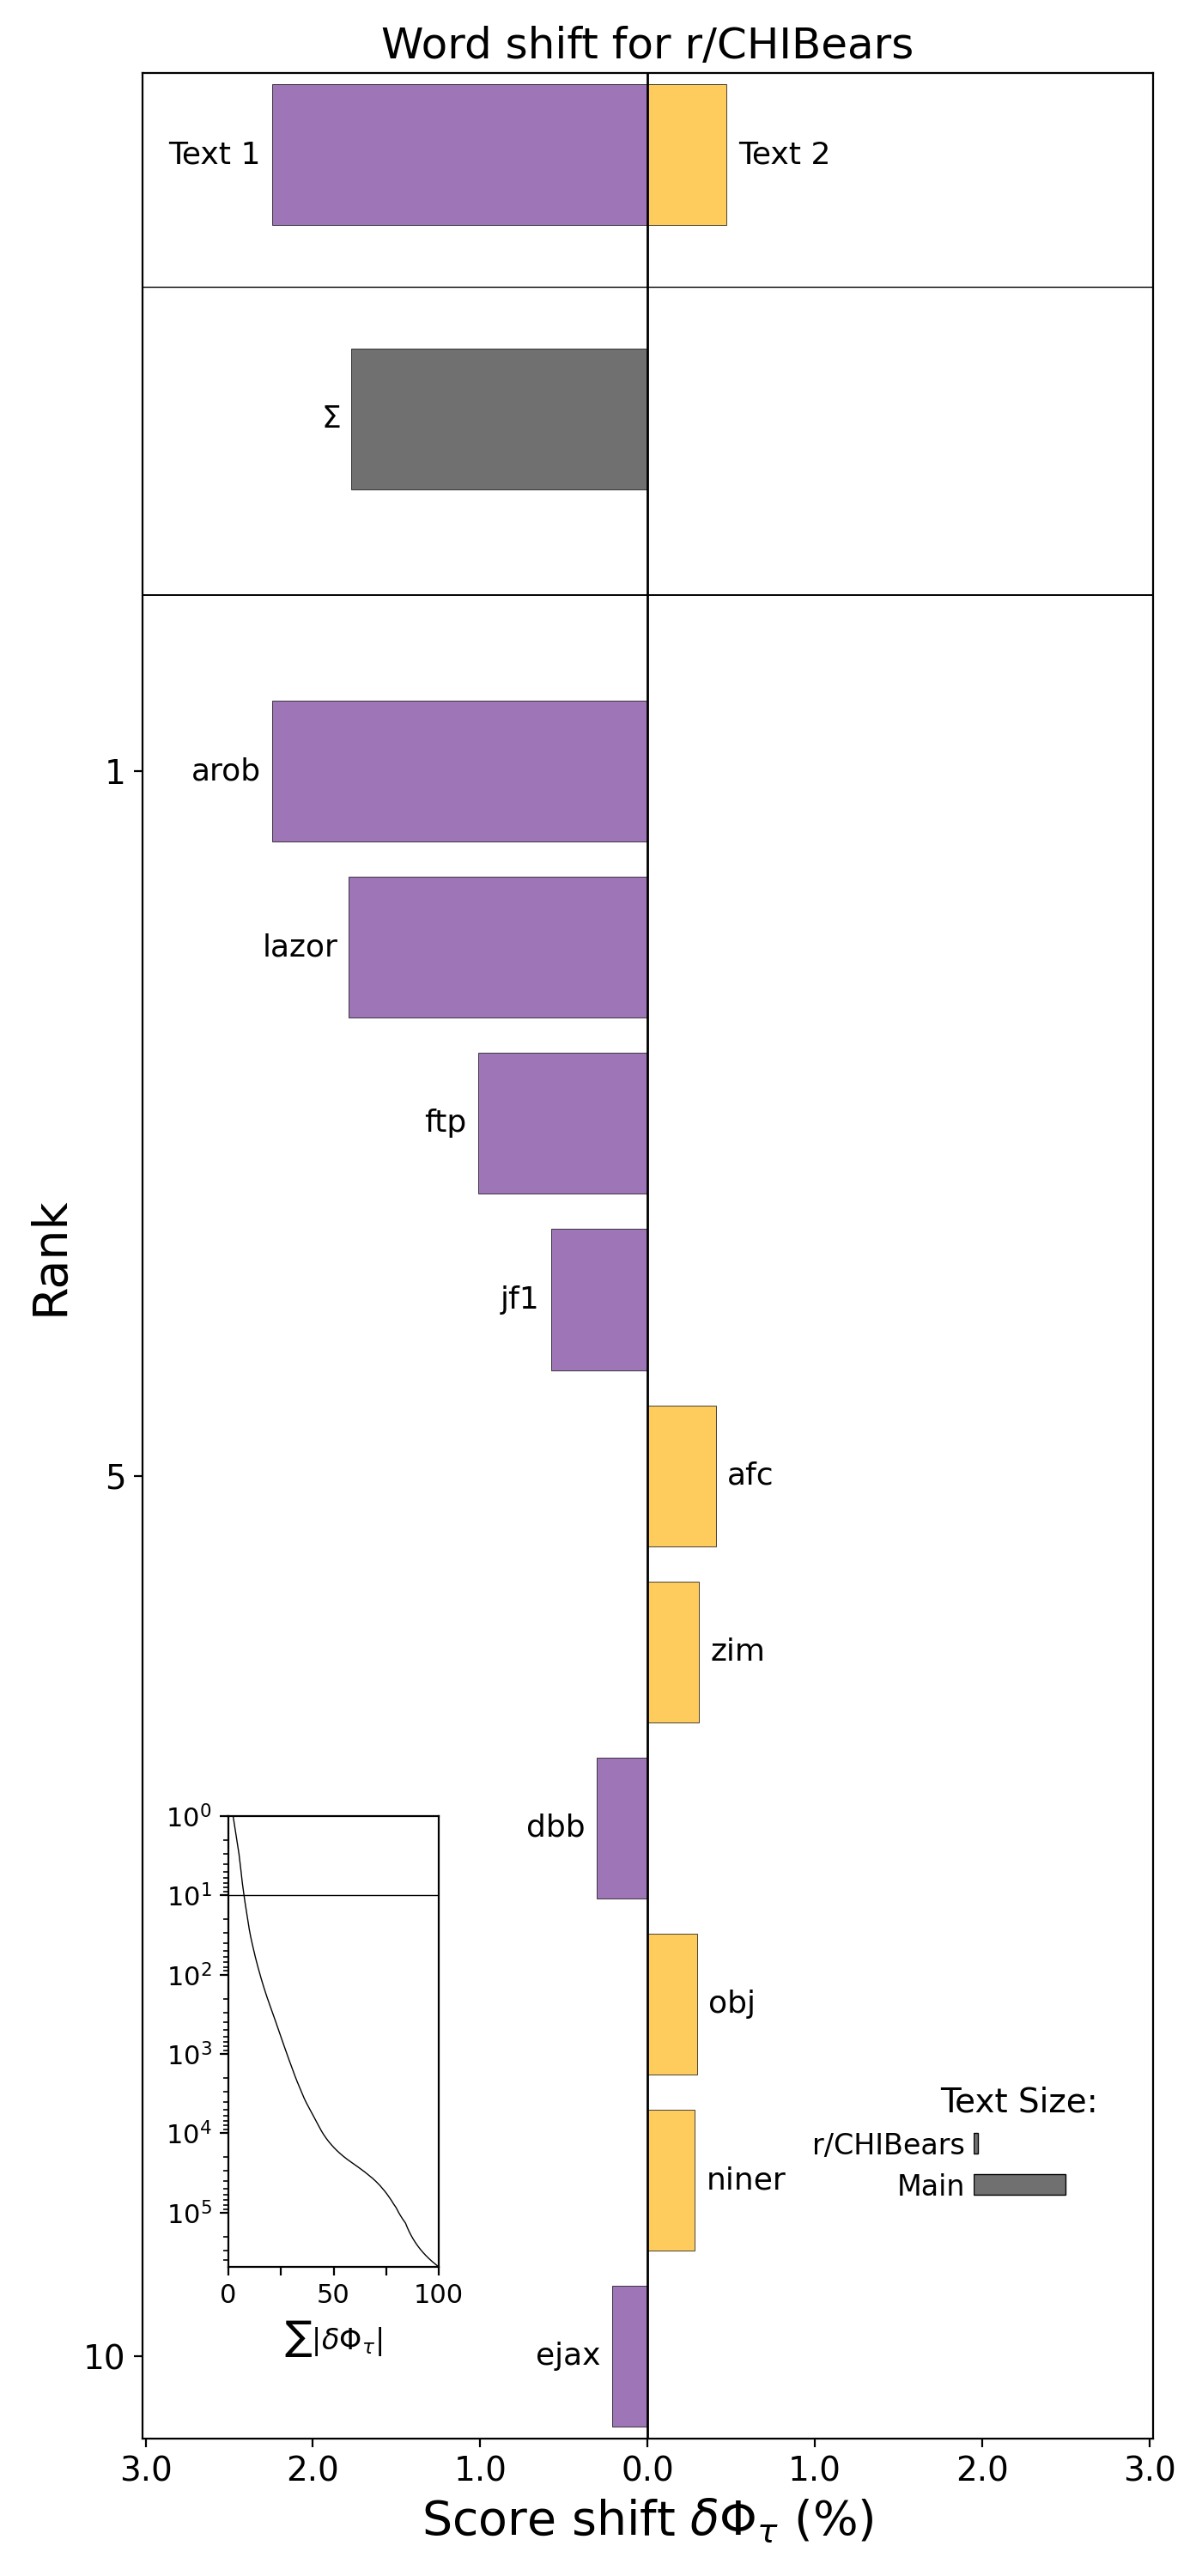 Word shift for r/CHIBears
Text 1
Text 2
Σ
Rank
1
arob
lazor
ftp
jf1
5
afc
zim
dbb
obj
niner
10
ejax
10⁰
10¹
10²
10³
10⁴
10⁵
0 50 100
∑|δΦτ|
Text Size:
r/CHIBears
Main
3.0 2.0 1.0 0.0 1.0 2.0 3.0
Score shift δΦτ (%)